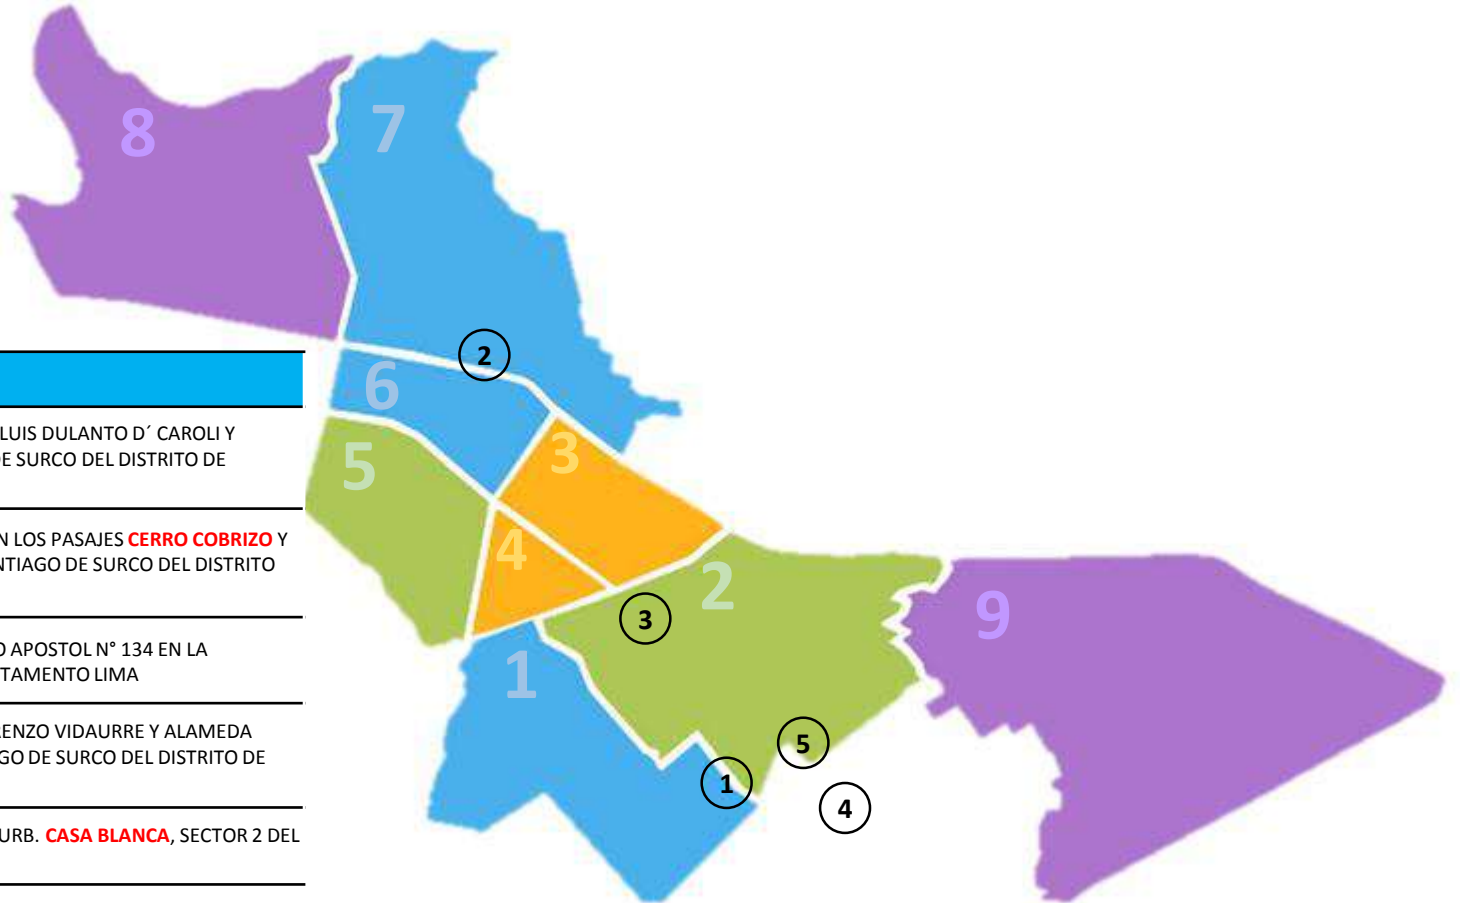 LUIS DULANTO D´ CAROLI Y
DE SURCO DEL DISTRITO DE
N LOS PASAJES CERRO COBRIZO Y
NTIAGO DE SURCO DEL DISTRITO
O APOSTOL N° 134 EN LA
TAMENTO LIMA
RENZO VIDAURRE Y ALAMEDA
GO DE SURCO DEL DISTRITO DE
URB. CASA BLANCA, SECTOR 2 DEL
8
7
2
6
3
5
4
2
3
9
1
5
1
4